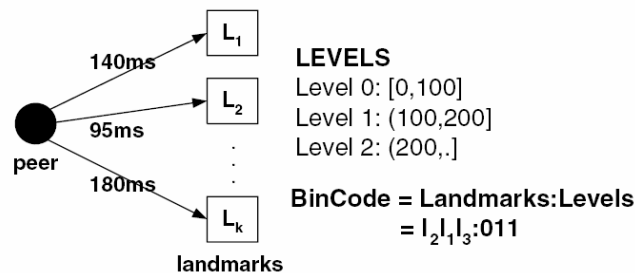 L₁
140ms
LEVELS
Level 0: [0,100]
L₂
Level 1: (100,200]
95ms
Level 2: (200,.]
peer
180ms
BinCode = Landmarks:Levels
Lₖ
= l₂l₁l₃:011
landmarks